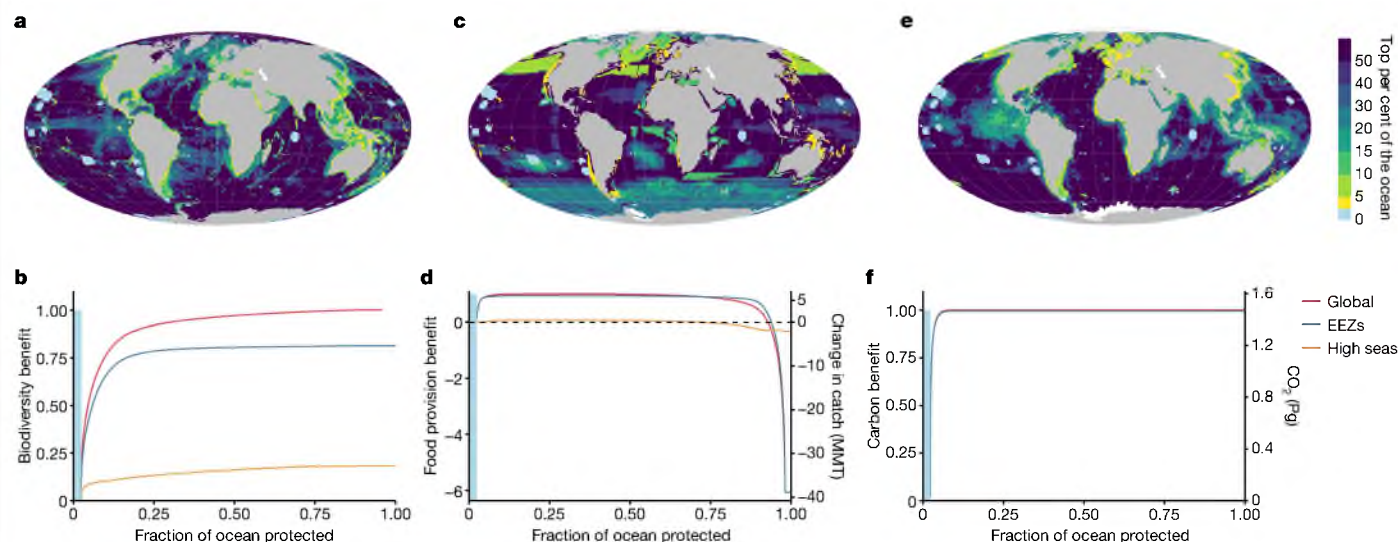 a
c
e
Top per cent of the ocean
50
40
30
20
15
10
5
0
b
Biodiversity benefit
1.00
0.75
0.50
0.25
0
0
0.25
0.50
0.75
1.00
Fraction of ocean protected
d
Food provision benefit
0
−2
−4
−6
5
0
−10
−20
−30
−40
Change in catch (MMT)
0
0.25
0.50
0.75
1.00
Fraction of ocean protected
f
Carbon benefit
1.00
0.75
0.50
0.25
0
1.6
1.2
0.8
0.4
0
CO2 (Pg)
0
0.25
0.50
0.75
1.00
Fraction of ocean protected
Global
EEZs
High seas